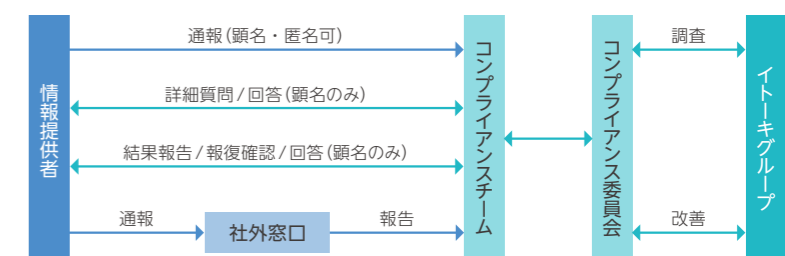 情報提供者
通報(顕名・匿名可)
詳細質問/回答(顕名のみ)
結果報告/報復確認/回答(顕名のみ)
通報
社外窓口
報告
コンプライアンスチーム
コンプライアンス委員会
調査
改善
イトーキグループ